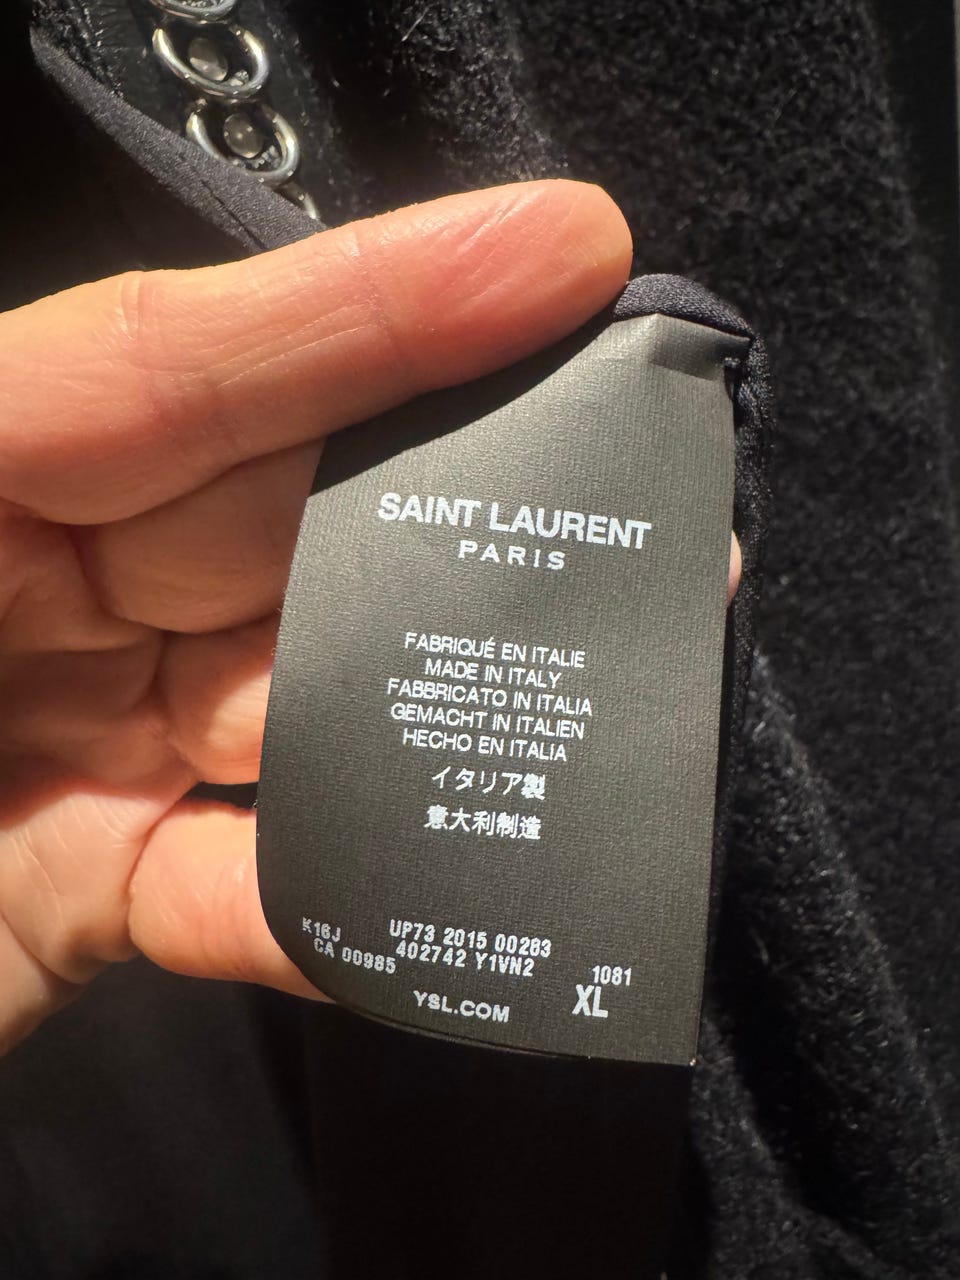 SAINT LAURENT
PARIS
FABRIQUÉ EN ITALIE
MADE IN ITALY
FABBRICATO IN ITALIA
GEMACHT IN ITALIEN
HECHO EN ITALIA
イタリア製
意大利制造
K16J UP73 2015 00263
CA 00985 402742 Y1VN2
1081
XL
YSL.COM